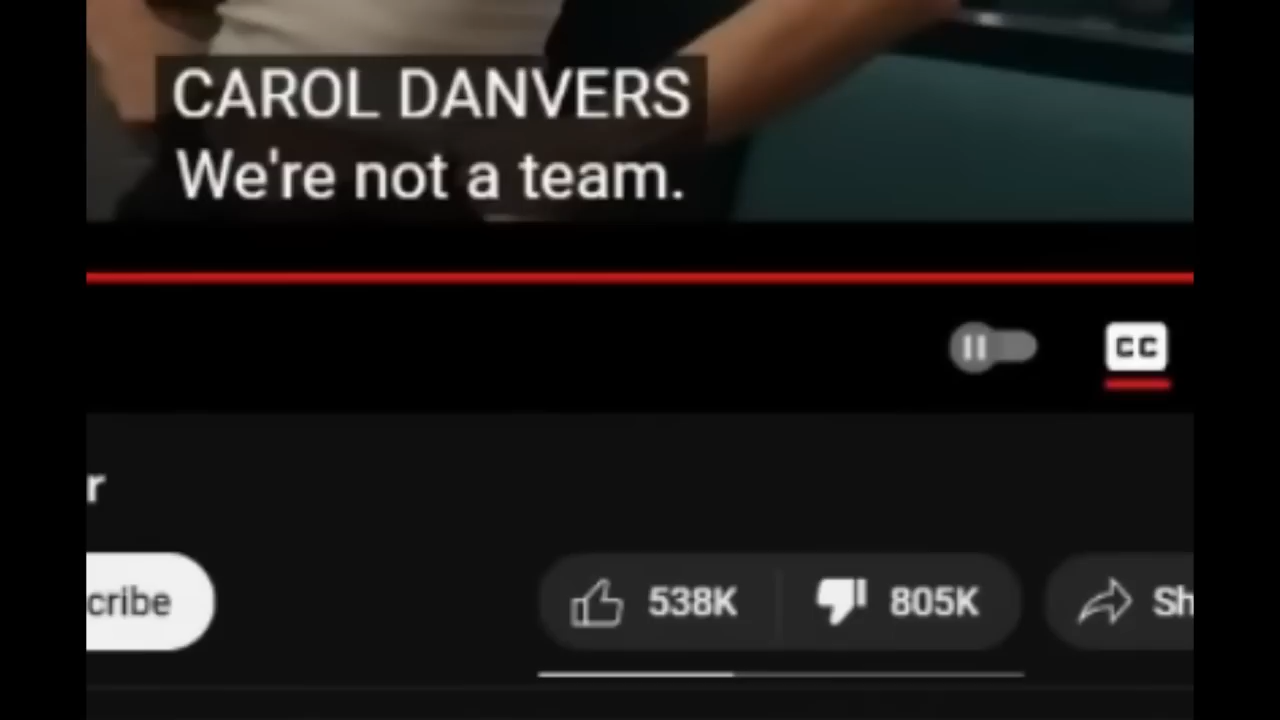 CAROL DANVERS
We're not a team.
CC
r
cribe
538K
805K
Sh